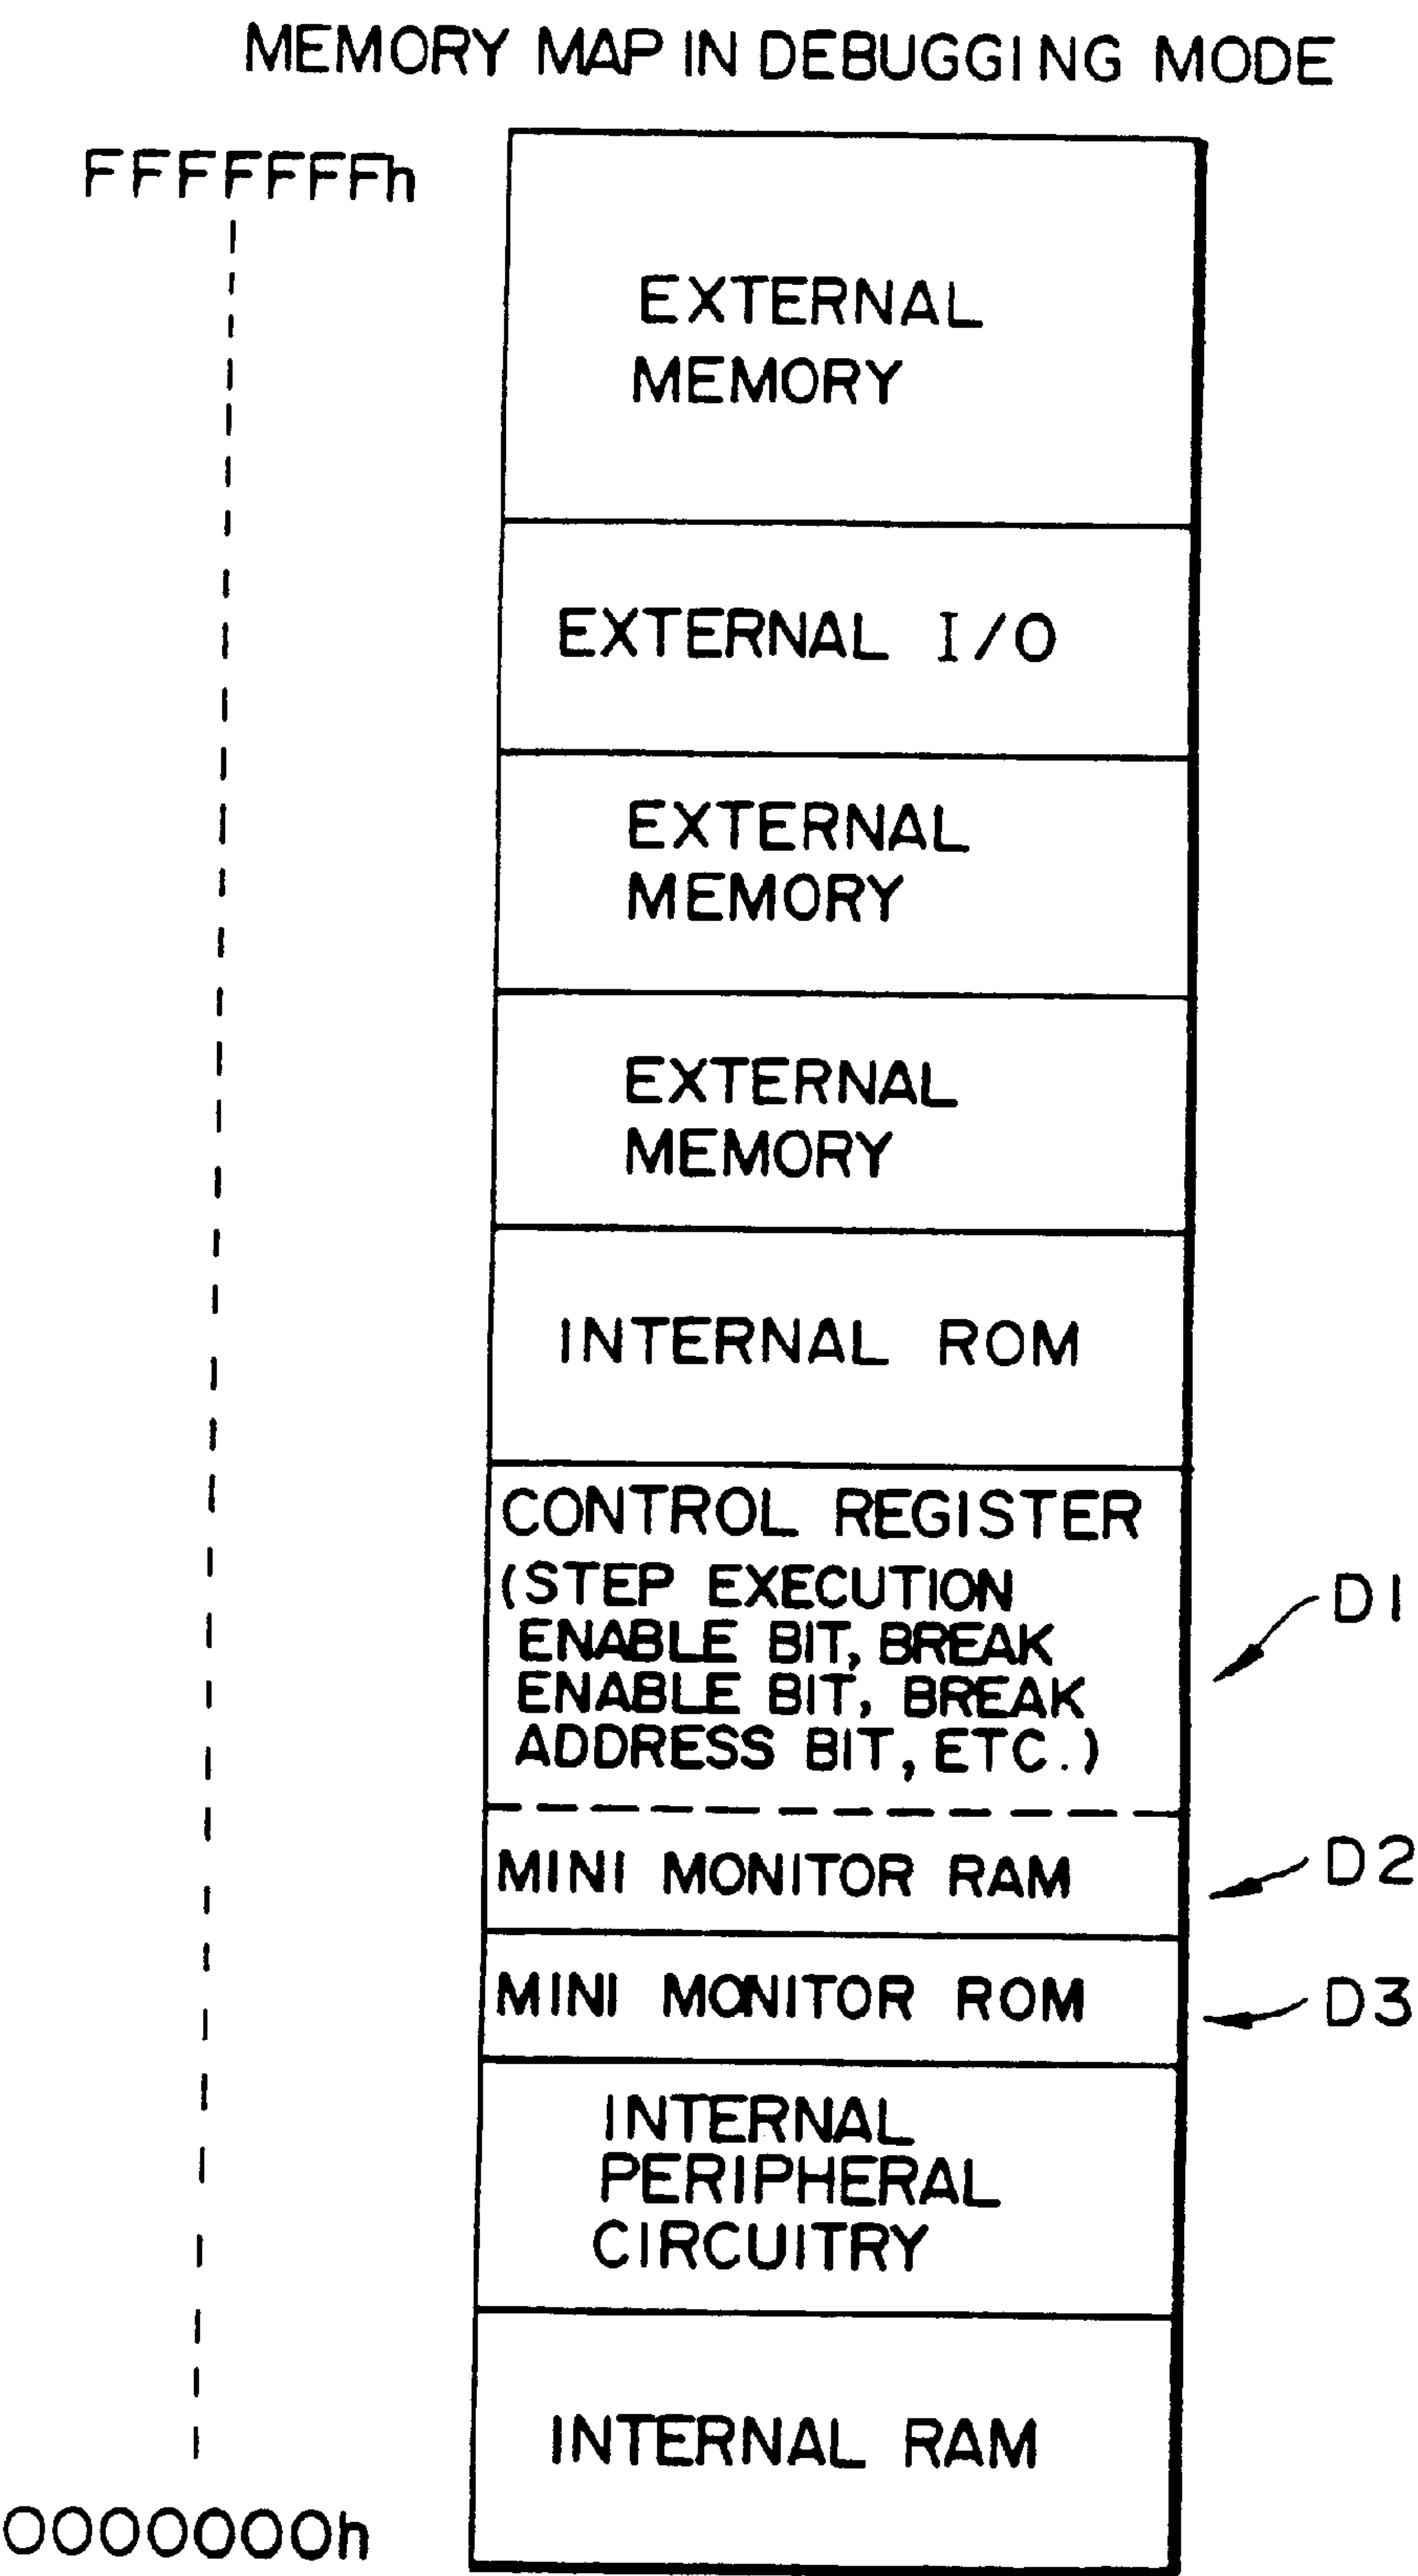 MEMORY MAP IN DEBUGGING MODE
FFFFFFFh
EXTERNAL
MEMORY
EXTERNAL I/O
EXTERNAL
MEMORY
EXTERNAL
MEMORY
INTERNAL ROM
CONTROL REGISTER
(STEP EXECUTION
ENABLE BIT, BREAK
ENABLE BIT, BREAK
ADDRESS BIT, ETC.)
D1
MINI MONITOR RAM
D2
MINI MONITOR ROM
D3
INTERNAL
PERIPHERAL
CIRCUITRY
INTERNAL RAM
0000000h